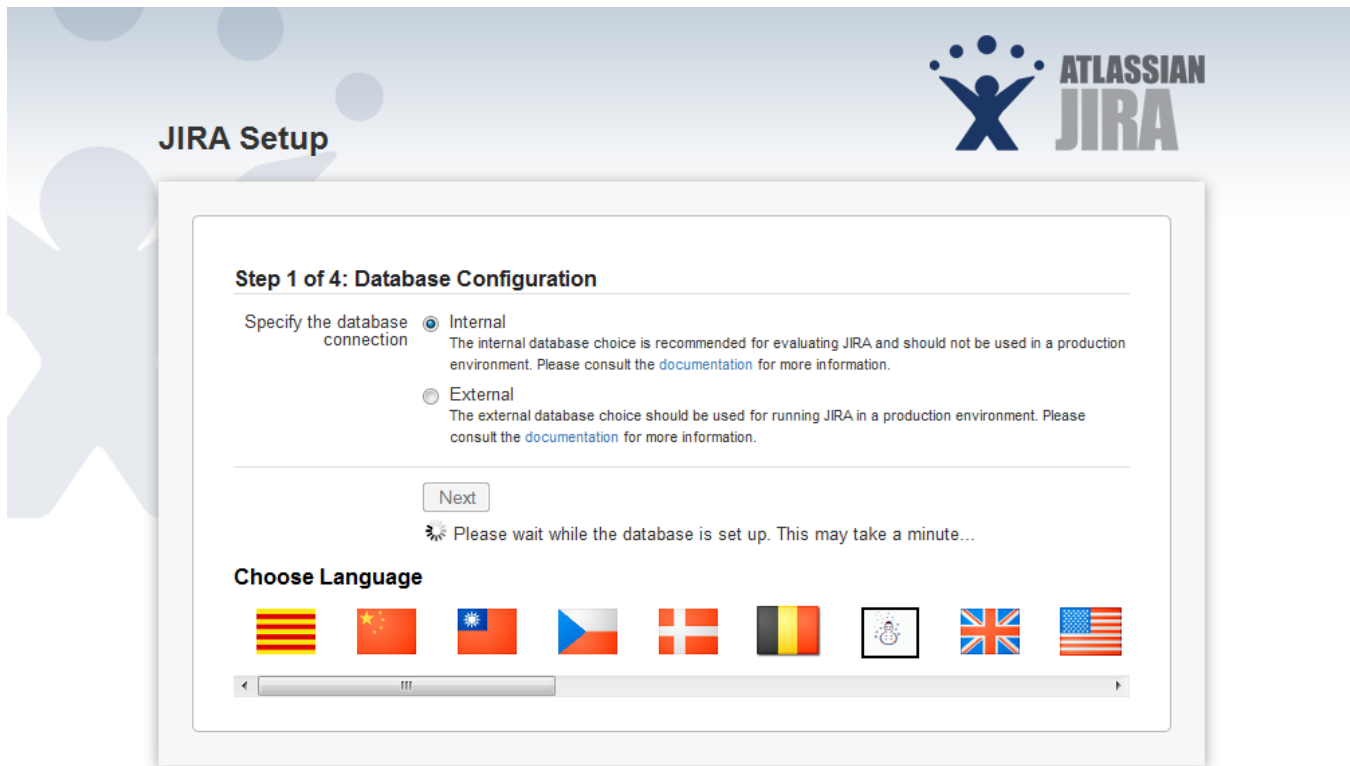 ATLASSIAN
JIRA
JIRA Setup
Step 1 of 4: Database Configuration
Specify the database
connection
Internal
The internal database choice is recommended for evaluating JIRA and should not be used in a production
environment. Please consult the documentation for more information.
External
The external database choice should be used for running JIRA in a production environment. Please
consult the documentation for more information.
Next
Please wait while the database is set up. This may take a minute...
Choose Language